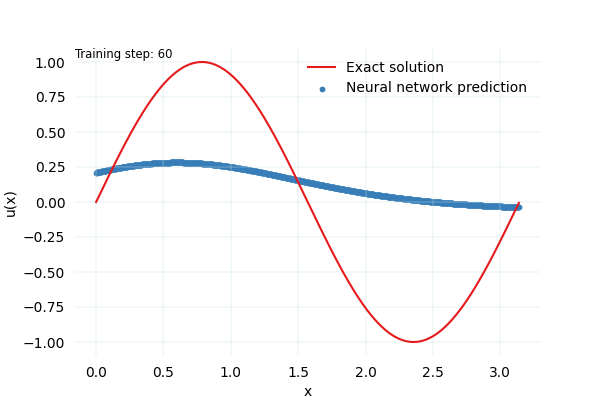 Training step: 60
Exact solution
Neural network prediction
1.00
0.75
0.50
0.25
0.00
−0.25
−0.50
−0.75
−1.00
u(x)
0.0 0.5 1.0 1.5 2.0 2.5 3.0
x